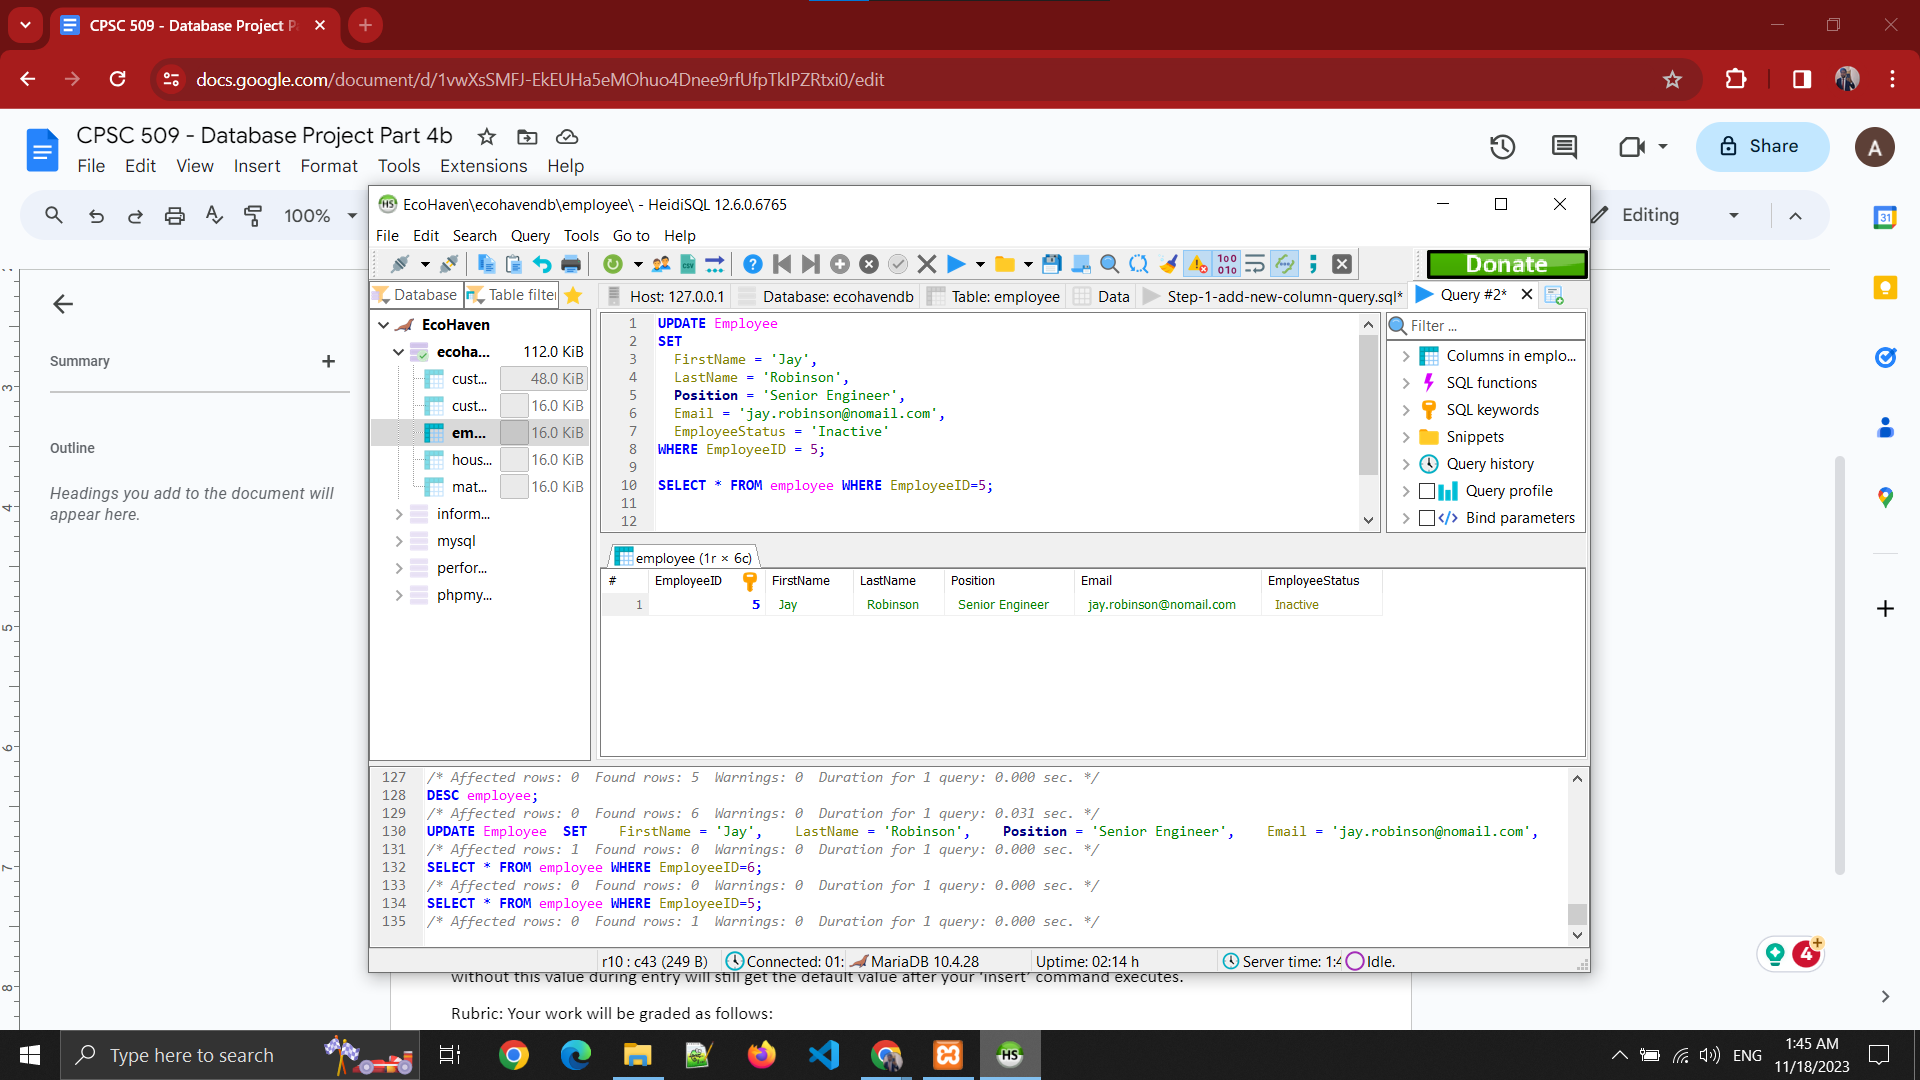 CPSC 509 - Database Project P
docs.google.com/document/d/1vwXsSMFJ-EkEUHa5eMOhuo4Dnee9rfUfpTkIPZRtxi0/edit
CPSC 509 - Database Project Part 4b
File Edit View Insert Format Tools Extensions Help
Share
A
100%
Editing
31
Summary
Outline
Headings you add to the document will
appear here.
3
4
5
6
7
8
HS EcoHaven\ecohavendb\employee\ - HeidiSQL 12.6.0.6765
File Edit Search Query Tools Go to Help
CSV
100
010
Donate
Database Table filter
Host: 127.0.0.1 Database: ecohavendb Table: employee Data Step-1-add-new-column-query.sql* Query #2*
EcoHaven
ecoha... 112.0 KiB
cust... 48.0 KiB
cust... 16.0 KiB
em... 16.0 KiB
hous... 16.0 KiB
mat... 16.0 KiB
inform...
mysql
perfor...
phpmy...
1 UPDATE Employee
2 SET
3 FirstName = 'Jay',
4 LastName = 'Robinson',
5 Position = 'Senior Engineer',
6 Email = 'jay.robinson@nomail.com',
7 EmployeeStatus = 'Inactive'
8 WHERE EmployeeID = 5;
9
10 SELECT * FROM employee WHERE EmployeeID=5;
11
12
Filter ...
Columns in emplo...
SQL functions
SQL keywords
Snippets
Query history
Query profile
Bind parameters
employee (1r × 6c)
# EmployeeID FirstName LastName Position Email EmployeeStatus
1 5 Jay Robinson Senior Engineer jay.robinson@nomail.com Inactive
127 /* Affected rows: 0 Found rows: 5 Warnings: 0 Duration for 1 query: 0.000 sec. */
128 DESC employee;
129 /* Affected rows: 0 Found rows: 6 Warnings: 0 Duration for 1 query: 0.031 sec. */
130 UPDATE Employee SET FirstName = 'Jay', LastName = 'Robinson', Position = 'Senior Engineer', Email = 'jay.robinson@nomail.com',
131 /* Affected rows: 1 Found rows: 0 Warnings: 0 Duration for 1 query: 0.000 sec. */
132 SELECT * FROM employee WHERE EmployeeID=6;
133 /* Affected rows: 0 Found rows: 0 Warnings: 0 Duration for 1 query: 0.000 sec. */
134 SELECT * FROM employee WHERE EmployeeID=5;
135 /* Affected rows: 0 Found rows: 1 Warnings: 0 Duration for 1 query: 0.000 sec. */
r10 : c43 (249 B) Connected: 01: MariaDB 10.4.28 Uptime: 02:14 h Server time: 1:4 Idle.
without this value during entry will still get the default value after your 'insert' command executes.
Rubric: Your work will be graded as follows:
4
Type here to search
HS
ENG
1:45 AM
11/18/2023